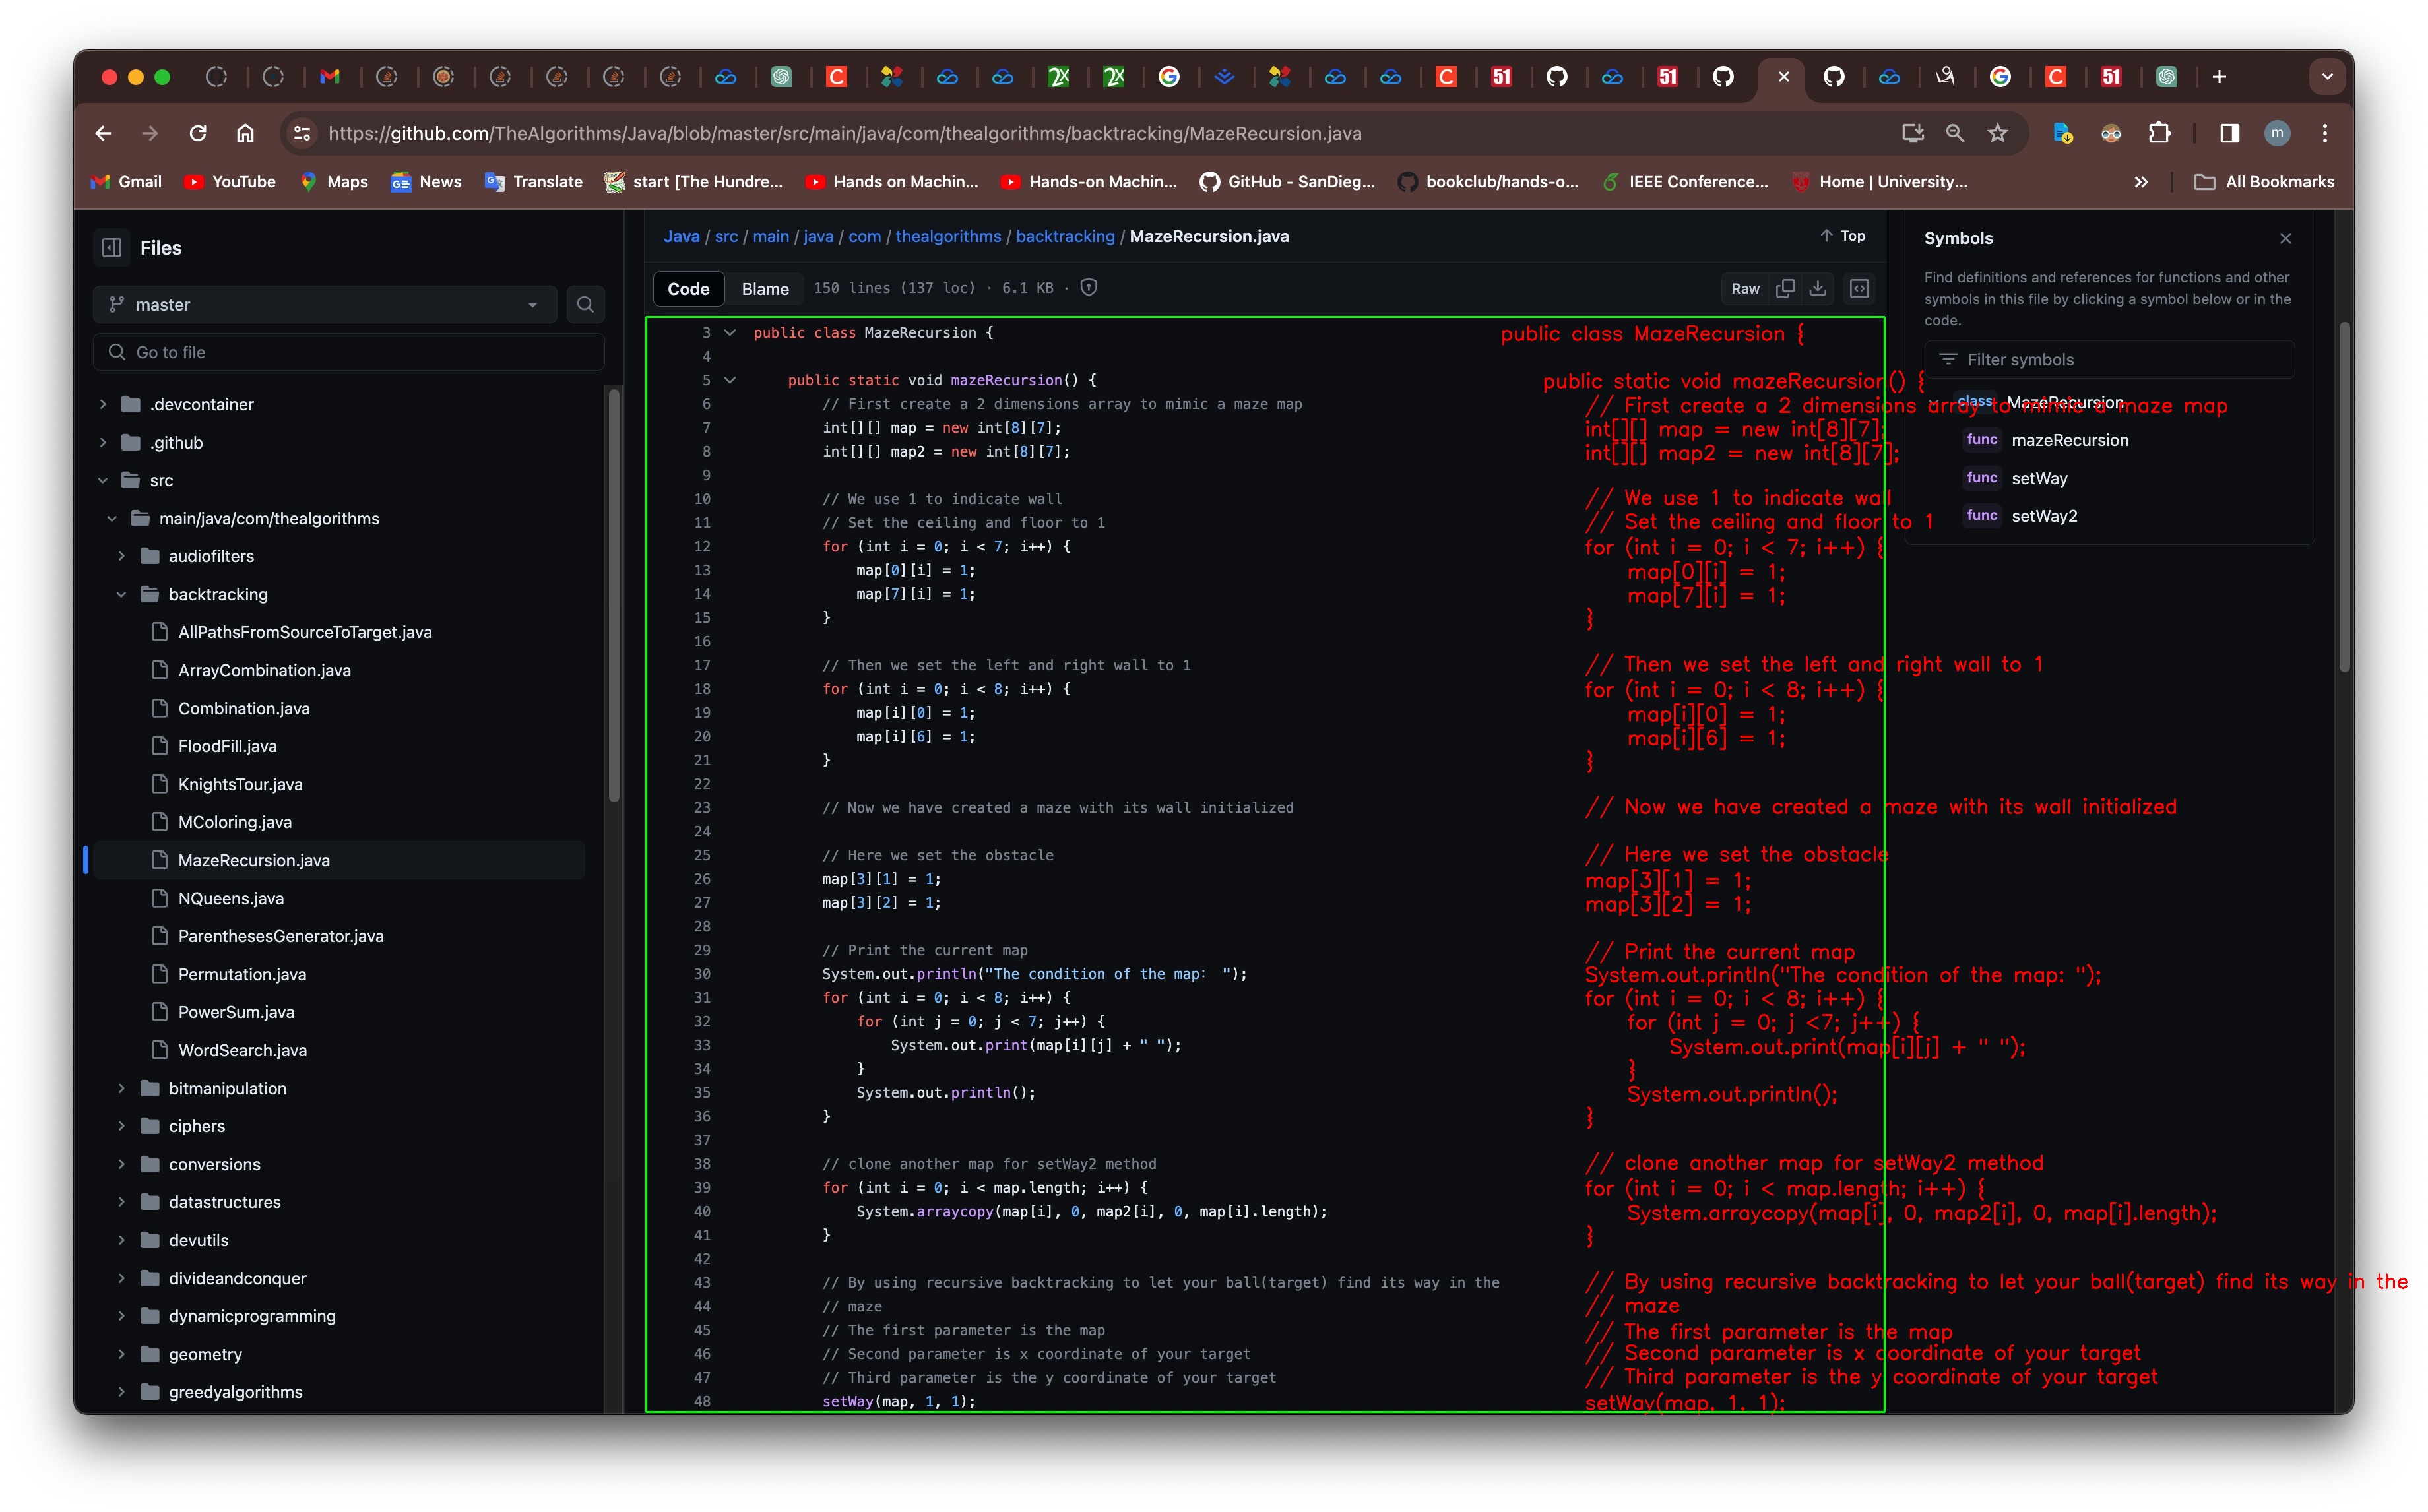 https://github.com/TheAlgorithms/Java/blob/master/src/main/java/com/thealgorithms/backtracking/MazeRecursion.java
m
Gmail
YouTube
Maps
News
Translate
start [The Hundre...
Hands on Machin...
Hands-on Machin...
GitHub - SanDieg...
bookclub/hands-o...
IEEE Conference...
Home | University...
All Bookmarks
Files
master
Go to file
.devcontainer
.github
src
main/java/com/thealgorithms
audiofilters
backtracking
AllPathsFromSourceToTarget.java
ArrayCombination.java
Combination.java
FloodFill.java
KnightsTour.java
MColoring.java
MazeRecursion.java
NQueens.java
ParenthesesGenerator.java
Permutation.java
PowerSum.java
WordSearch.java
bitmanipulation
ciphers
conversions
datastructures
devutils
divideandconquer
dynamicprogramming
geometry
greedyalgorithms
Java / src / main / java / com / thealgorithms / backtracking / MazeRecursion.java
Top
Code Blame 150 lines (137 loc) · 6.1 KB ·
Raw
3 public class MazeRecursion {
4
5 public static void mazeRecursion() {
6 // First create a 2 dimensions array to mimic a maze map
7 int[][] map = new int[8][7];
8 int[][] map2 = new int[8][7];
9
10 // We use 1 to indicate wall
11 // Set the ceiling and floor to 1
12 for (int i = 0; i < 7; i++) {
13 map[0][i] = 1;
14 map[7][i] = 1;
15 }
16
17 // Then we set the left and right wall to 1
18 for (int i = 0; i < 8; i++) {
19 map[i][0] = 1;
20 map[i][6] = 1;
21 }
22
23 // Now we have created a maze with its wall initialized
24
25 // Here we set the obstacle
26 map[3][1] = 1;
27 map[3][2] = 1;
28
29 // Print the current map
30 System.out.println("The condition of the map: ");
31 for (int i = 0; i < 8; i++) {
32 for (int j = 0; j < 7; j++) {
33 System.out.print(map[i][j] + " ");
34 }
35 System.out.println();
36 }
37
38 // clone another map for setWay2 method
39 for (int i = 0; i < map.length; i++) {
40 System.arraycopy(map[i], 0, map2[i], 0, map[i].length);
41 }
42
43 // By using recursive backtracking to let your ball(target) find its way in the
44 // maze
45 // The first parameter is the map
46 // Second parameter is x coordinate of your target
47 // Third parameter is the y coordinate of your target
48 setWay(map, 1, 1);
public class MazeRecursion {
public static void mazeRecursion() {
// First create a 2 dimensions array to mimic a maze map
int[][] map = new int[8][7];
int[][] map2 = new int[8][7];
// We use 1 to indicate wall
// Set the ceiling and floor to 1
for (int i = 0; i < 7; i++) {
map[0][i] = 1;
map[7][i] = 1;
}
// Then we set the left and right wall to 1
for (int i = 0; i < 8; i++) {
map[i][0] = 1;
map[i][6] = 1;
}
// Now we have created a maze with its wall initialized
// Here we set the obstacle
map[3][1] = 1;
map[3][2] = 1;
// Print the current map
System.out.println("The condition of the map: ");
for (int i = 0; i < 8; i++) {
for (int j = 0; j <7; j++) {
System.out.print(map[i][j] + " ");
}
System.out.println();
}
// clone another map for setWay2 method
for (int i = 0; i < map.length; i++) {
System.arraycopy(map[i], 0, map2[i], 0, map[i].length);
}
// By using recursive backtracking to let your ball(target) find its way in the
// maze
// The first parameter is the map
// Second parameter is x coordinate of your target
// Third parameter is the y coordinate of your target
setWay(map, 1, 1);
Symbols
Find definitions and references for functions and other
symbols in this file by clicking a symbol below or in the
code.
Filter symbols
class MazeRecursion
func mazeRecursion
func setWay
func setWay2